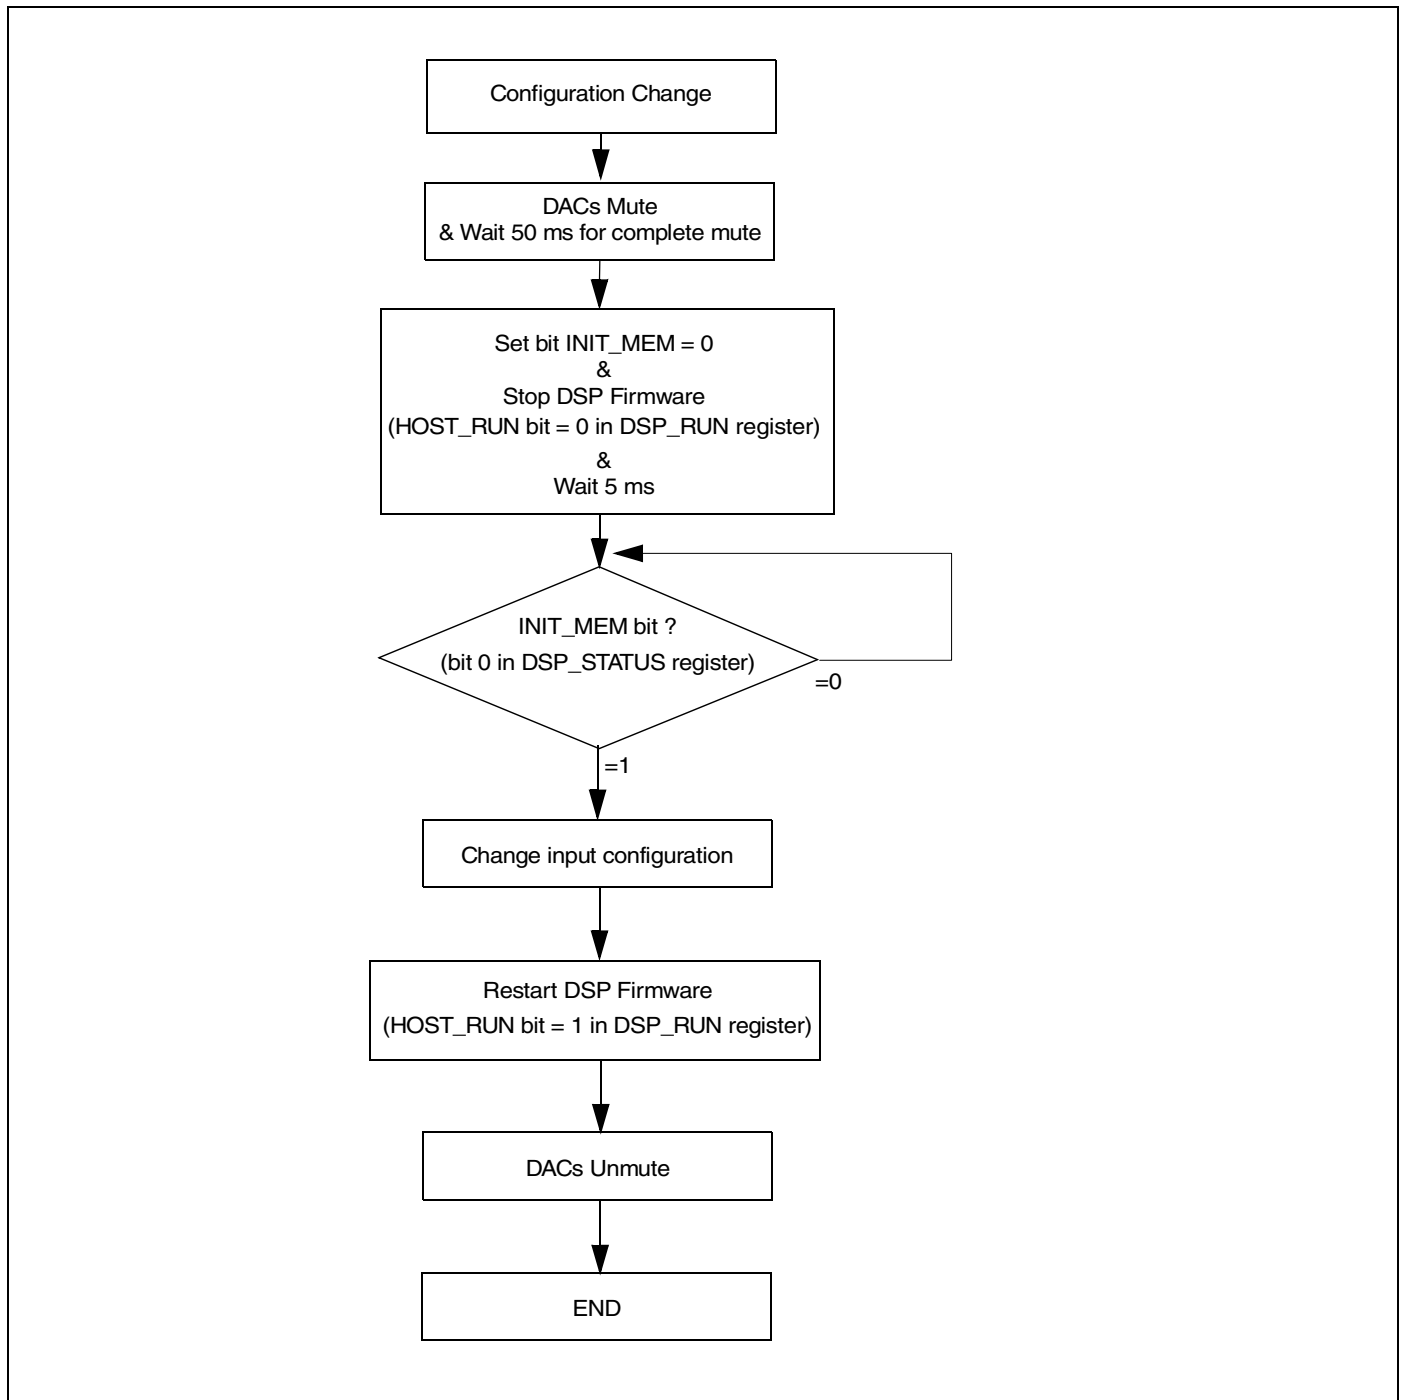 Configuration Change
DACs Mute
& Wait 50 ms for complete mute
Set bit INIT_MEM = 0
&
Stop DSP Firmware
(HOST_RUN bit = 0 in DSP_RUN register)
&
Wait 5 ms
INIT_MEM bit ?
(bit 0 in DSP_STATUS register)
=0
=1
Change input configuration
Restart DSP Firmware
(HOST_RUN bit = 1 in DSP_RUN register)
DACs Unmute
END